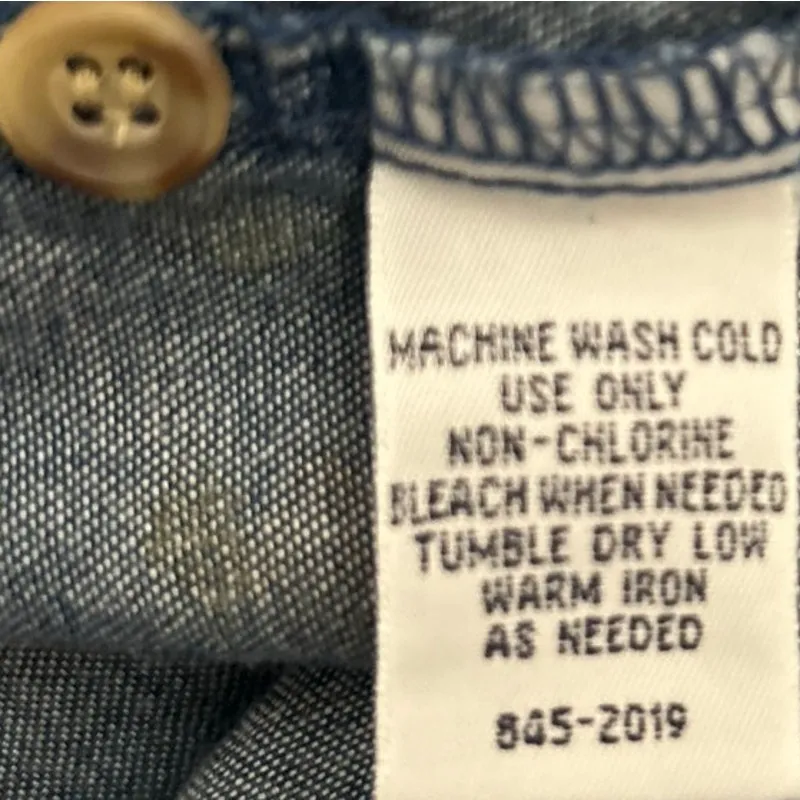 MACHINE WASH COLD
USE ONLY
NON-CHLORINE
BLEACH WHEN NEEDED
TUMBLE DRY LOW
WARM IRON
AS NEEDED
845-2019